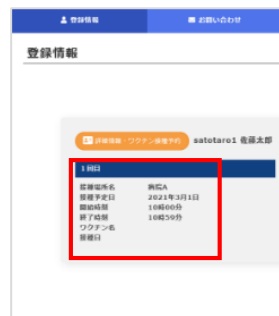 登録情報
お問い合わせ
登録情報
詳細情報・ワクチン接種予約 satotaro1 佐藤太郎
1回目
接種場所名 病院A
接種予定日 2021年3月1日
開始時間 10時00分
終了時間 10時59分
ワクチン名
接種日